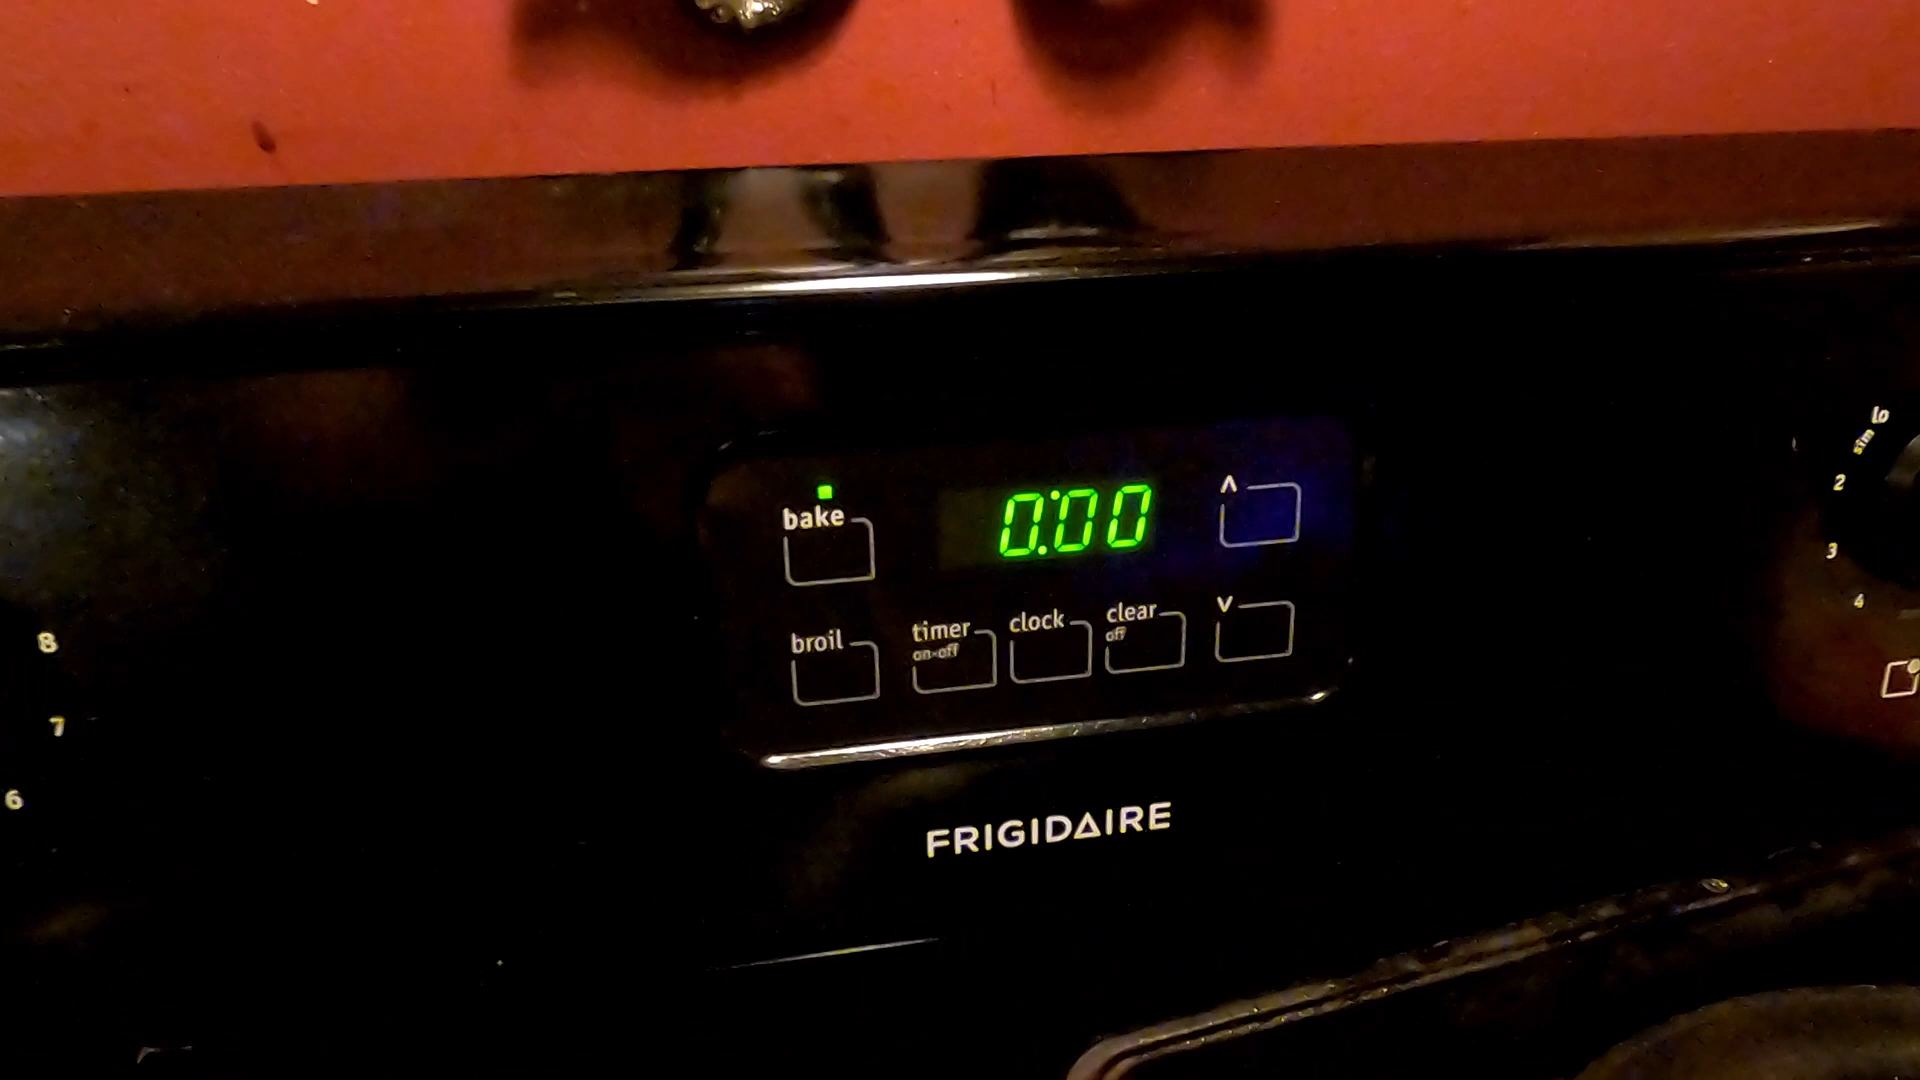 bake
0:00
^
broil
timer
on-off
clock
clear
off
v
FRIGIDAIRE
8
7
6
lo
sim
2
3
4